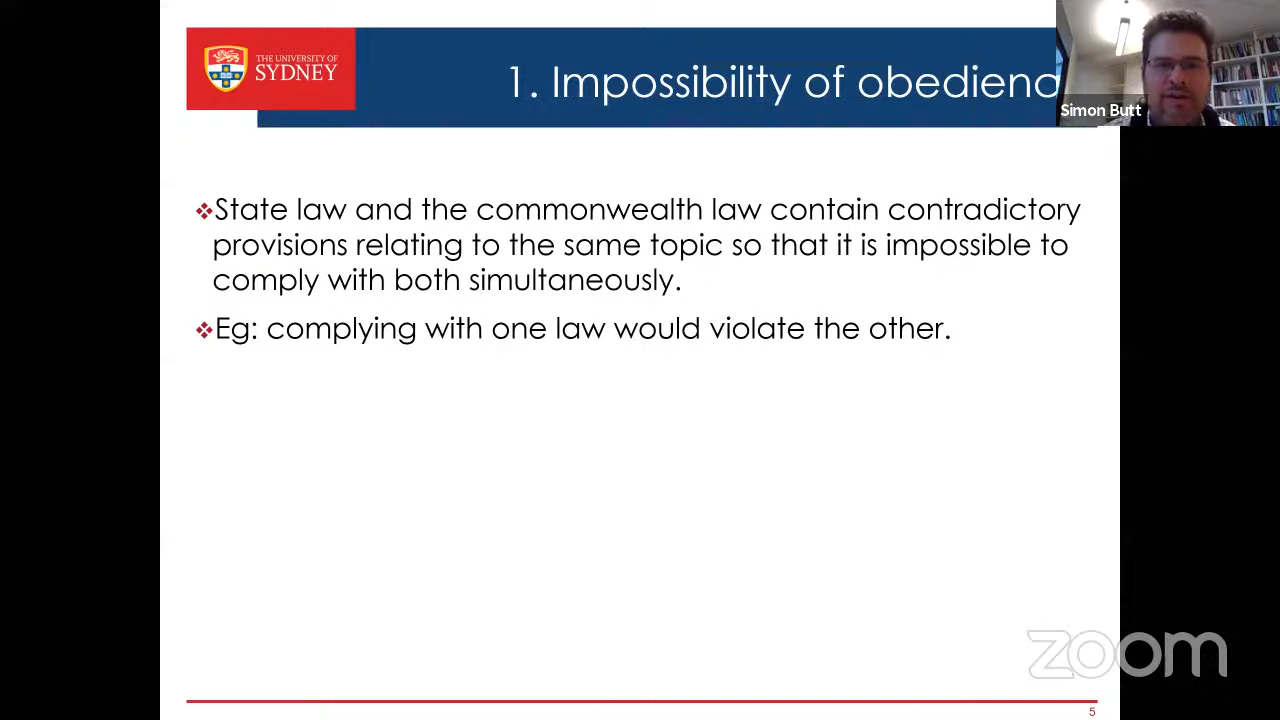 THE UNIVERSITY OF
SYDNEY
1. Impossibility of obedienc
Simon Butt
State law and the commonwealth law contain contradictory
provisions relating to the same topic so that it is impossible to
comply with both simultaneously.
Eg: complying with one law would violate the other.
zoom
5